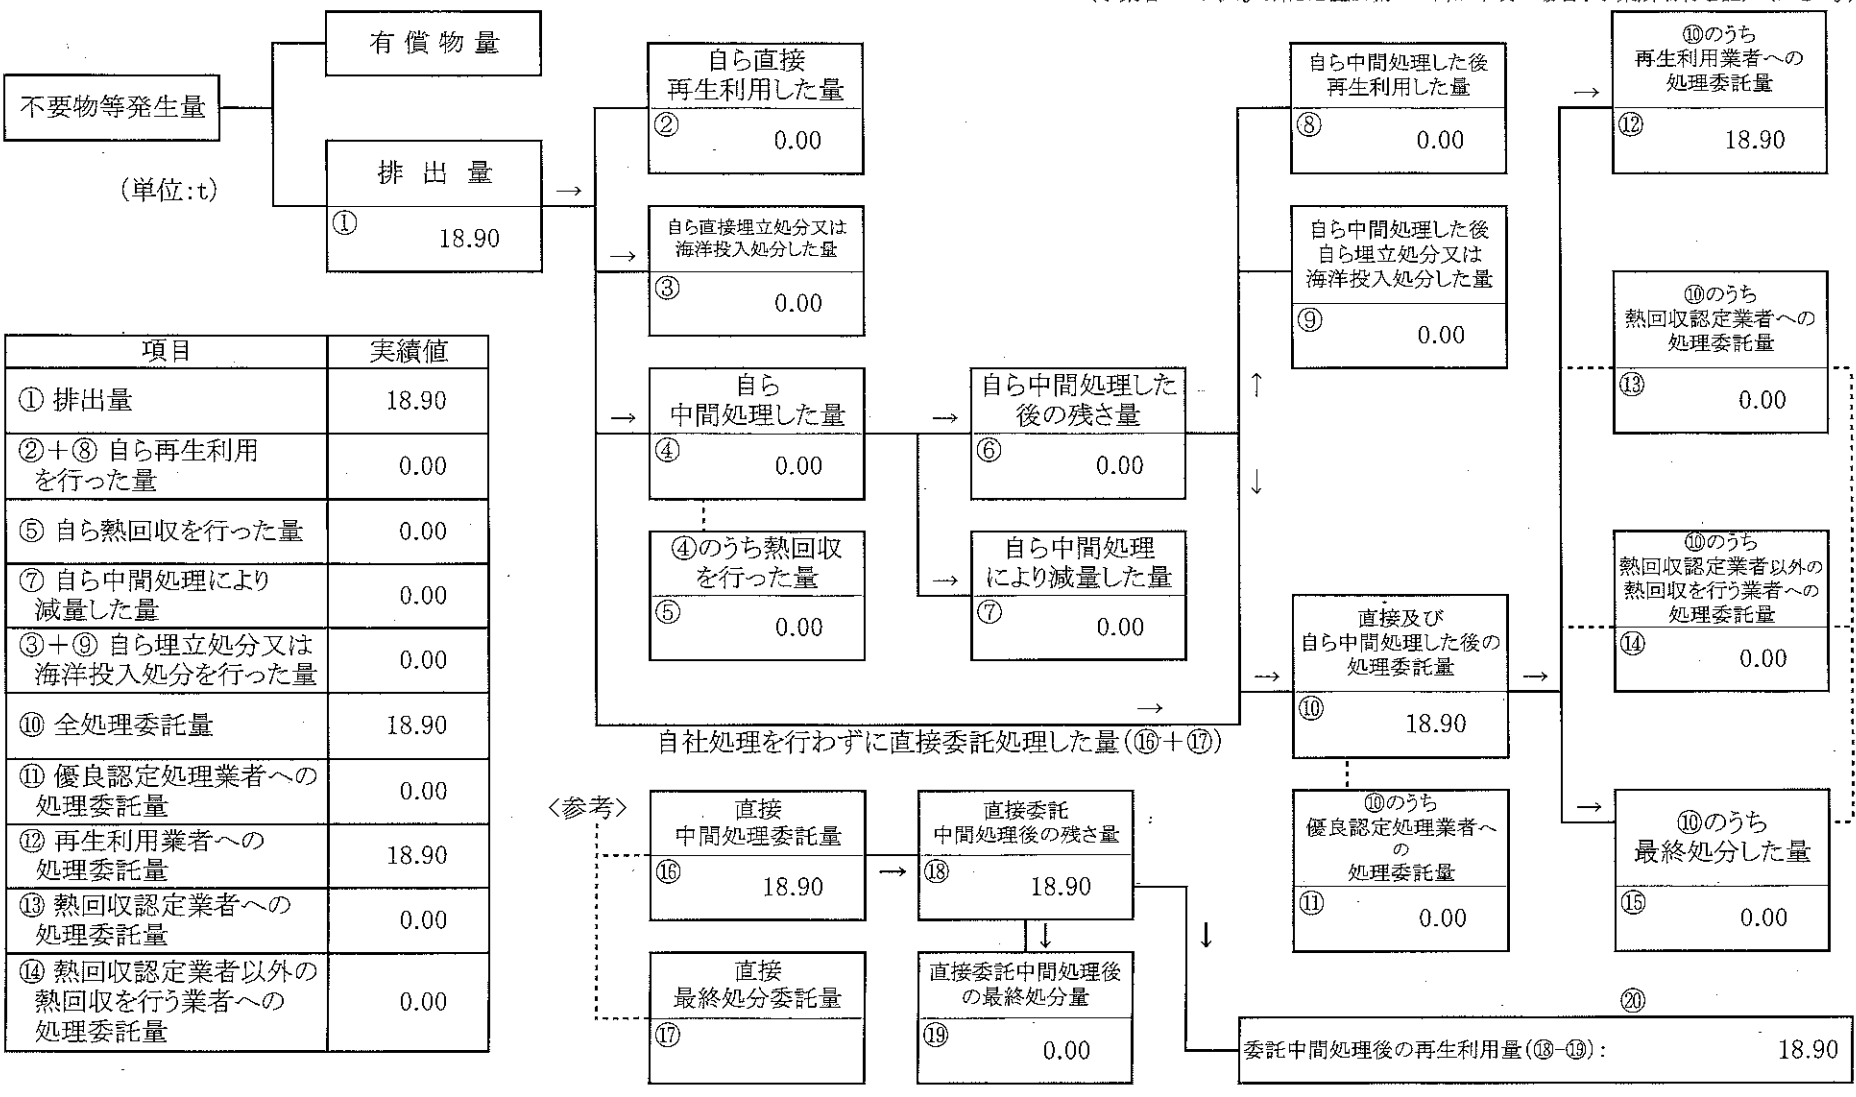 有償物量
不要物等発生量
(単位:t)
排出量
①
18.90
→
自ら直接
再生利用した量
②
0.00
→
自ら直接埋立処分又は
海洋投入処分した量
③
0.00
→
自ら
中間処理した量
④
0.00
④のうち熱回収
を行った量
⑤
0.00
→
自ら中間処理した
後の残さ量
⑥
0.00
→
自ら中間処理
により減量した量
⑦
0.00
自ら中間処理した後
再生利用した量
⑧
0.00
自ら中間処理した後
自ら埋立処分又は
海洋投入処分した量
⑨
0.00
↑
↓
→
自社処理を行わずに直接委託処理した量(⑯+⑰)
→
直接及び
自ら中間処理した後の
処理委託量
⑩
18.90
⑩のうち
優良認定処理業者へ
の
処理委託量
⑪
0.00
→
→
⑩のうち
再生利用業者への
処理委託量
⑫
18.90
⑩のうち
熱回収認定業者への
処理委託量
⑬
0.00
⑩のうち
熱回収認定業者以外の
熱回収を行う業者への
処理委託量
⑭
0.00
→
⑩のうち
最終処分した量
⑮
0.00
項目 実績値
① 排出量 18.90
②+⑧ 自ら再生利用
を行った量 0.00
⑤ 自ら熱回収を行った量 0.00
⑦ 自ら中間処理により
減量した量 0.00
③+⑨ 自ら埋立処分又は
海洋投入処分を行った量 0.00
⑩ 全処理委託量 18.90
⑪ 優良認定処理業者への
処理委託量 0.00
⑫ 再生利用業者への
処理委託量 18.90
⑬ 熱回収認定業者への
処理委託量 0.00
⑭ 熱回収認定業者以外の
熱回収を行う業者への
処理委託量 0.00
〈参考〉
直接
中間処理委託量
⑯
18.90
→
直接委託
中間処理後の残さ量
⑱
18.90
直接
最終処分委託量
⑰
↓
直接委託中間処理後
の最終処分量
⑲
0.00
↓
⑳
委託中間処理後の再生利用量(⑱-⑲): 18.90